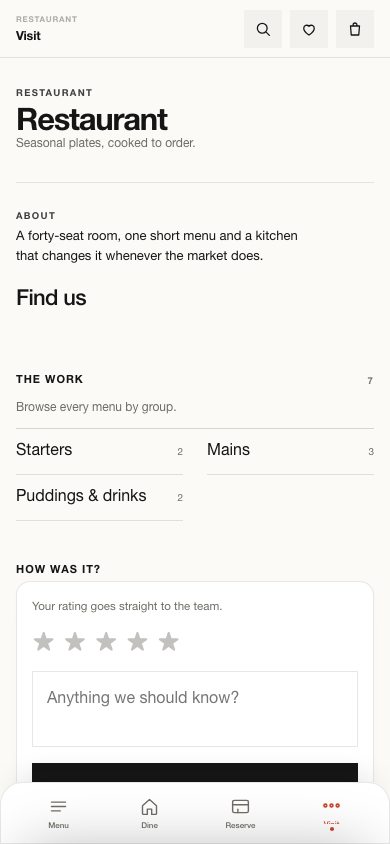 RESTAURANT
Visit
RESTAURANT
Restaurant
Seasonal plates, cooked to order.
ABOUT
A forty-seat room, one short menu and a kitchen
that changes it whenever the market does.
Find us
THE WORK 7
Browse every menu by group.
Starters 2 Mains 3
Puddings & drinks 2
HOW WAS IT?
Your rating goes straight to the team.
Anything we should know?
Menu Dine Reserve